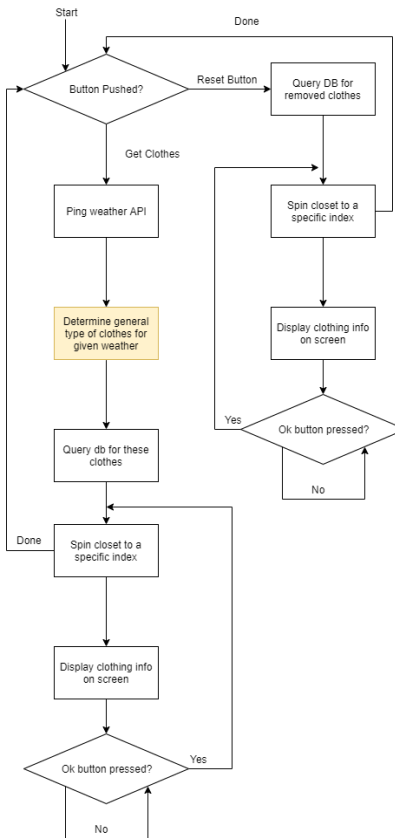 Start
Done
Button Pushed?
Reset Button
Query DB for
removed clothes
Get Clothes
Ping weather API
Spin closet to a
specific index
Determine general
type of clothes for
given weather
Display clothing info
on screen
Yes
Ok button pressed?
No
Query db for these
clothes
Done
Spin closet to a
specific index
Display clothing info
on screen
Yes
Ok button pressed?
No